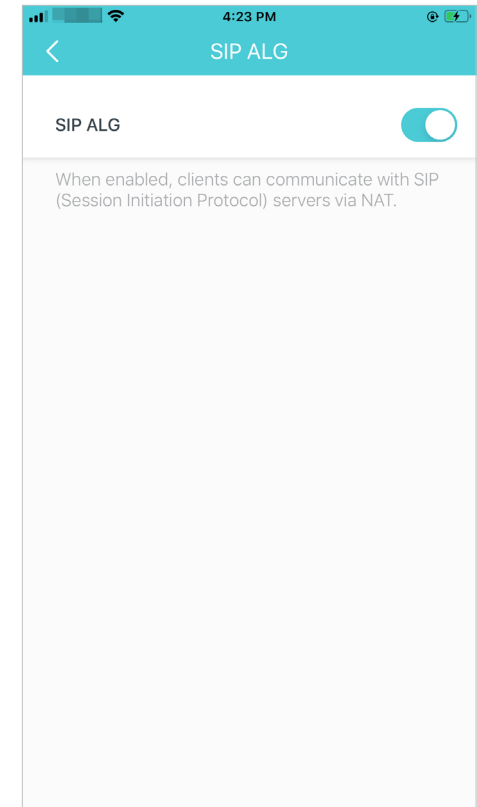 4:23 PM
SIP ALG
SIP ALG
When enabled, clients can communicate with SIP
(Session Initiation Protocol) servers via NAT.